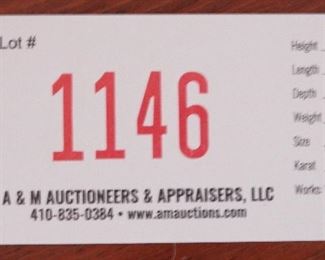 Lot #
1146
A & M AUCTIONEERS & APPRAISERS, LLC
410-835-0384 • www.amauctions.com
Height
Length
Depth
Weight
Size
Karat
Works